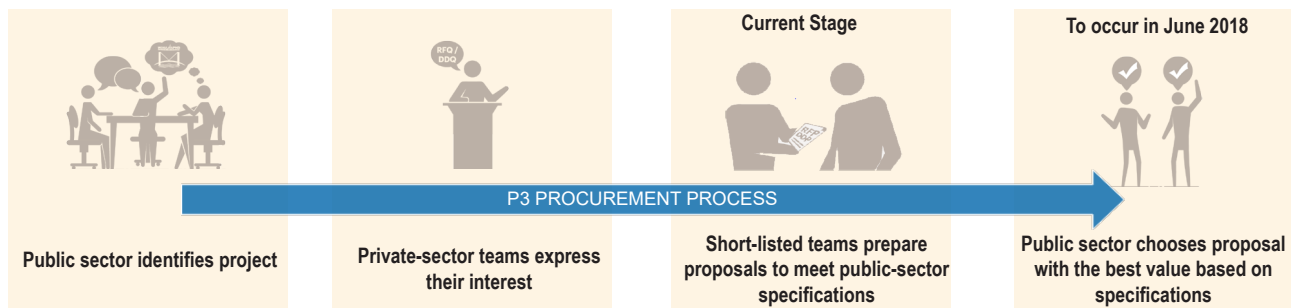 Current Stage
To occur in June 2018
RFQ /
DDQ
P3 PROCUREMENT PROCESS
Public sector identifies project
Private-sector teams express
their interest
Short-listed teams prepare
proposals to meet public-sector
specifications
Public sector chooses proposal
with the best value based on
specifications